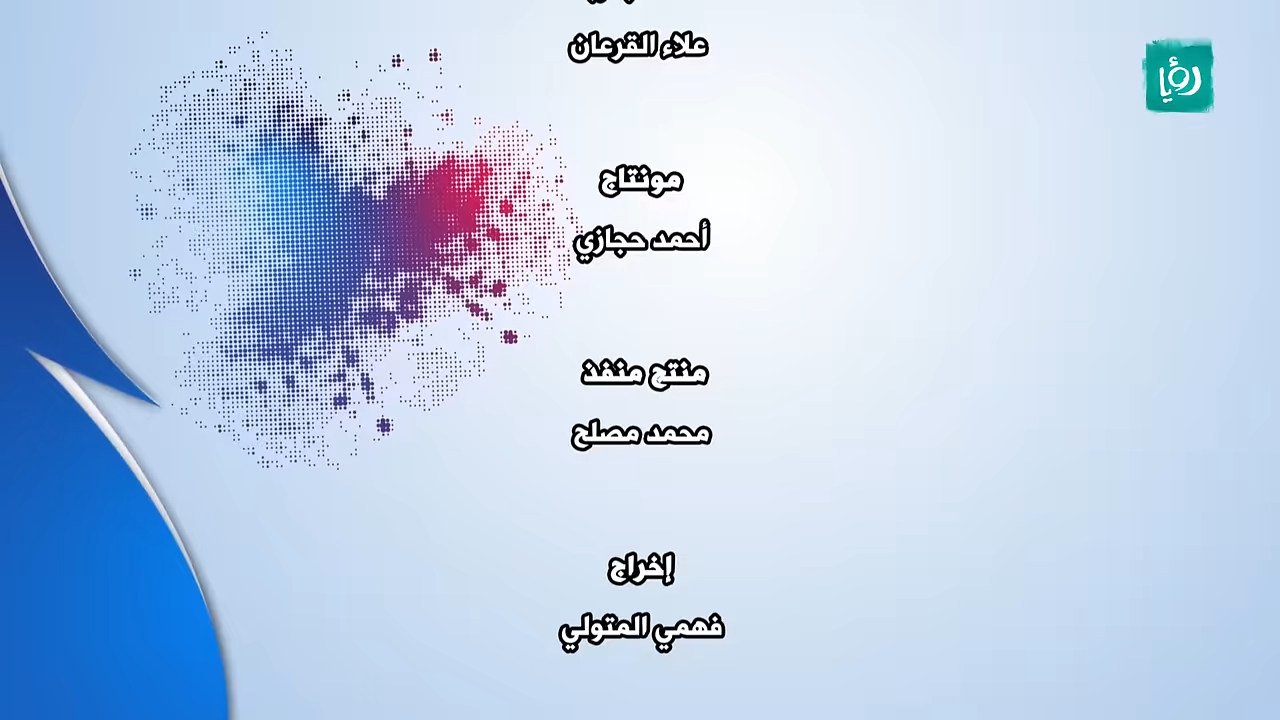 علاء القرعان
رؤيا
مونتاج
أحمد حجازي
منتج منفذ
محمد مصلح
إخراج
فهمي المتولي